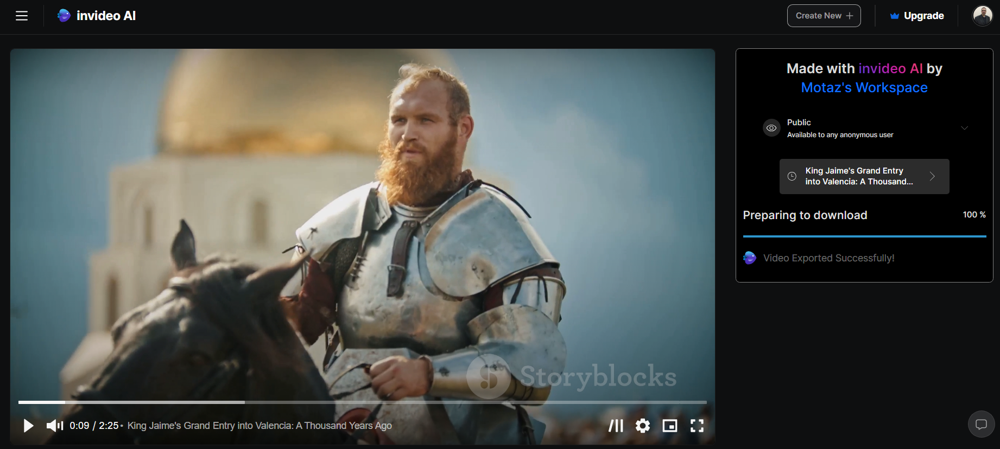 invideo AI
Create New
Upgrade
Storyblocks
0:09 / 2:25 • King Jaime's Grand Entry into Valencia: A Thousand Years Ago
Made with invideo AI by
Motaz's Workspace
Public
Available to any anonymous user
King Jaime's Grand Entry
into Valencia: A Thousand...
Preparing to download
100 %
Video Exported Successfully!